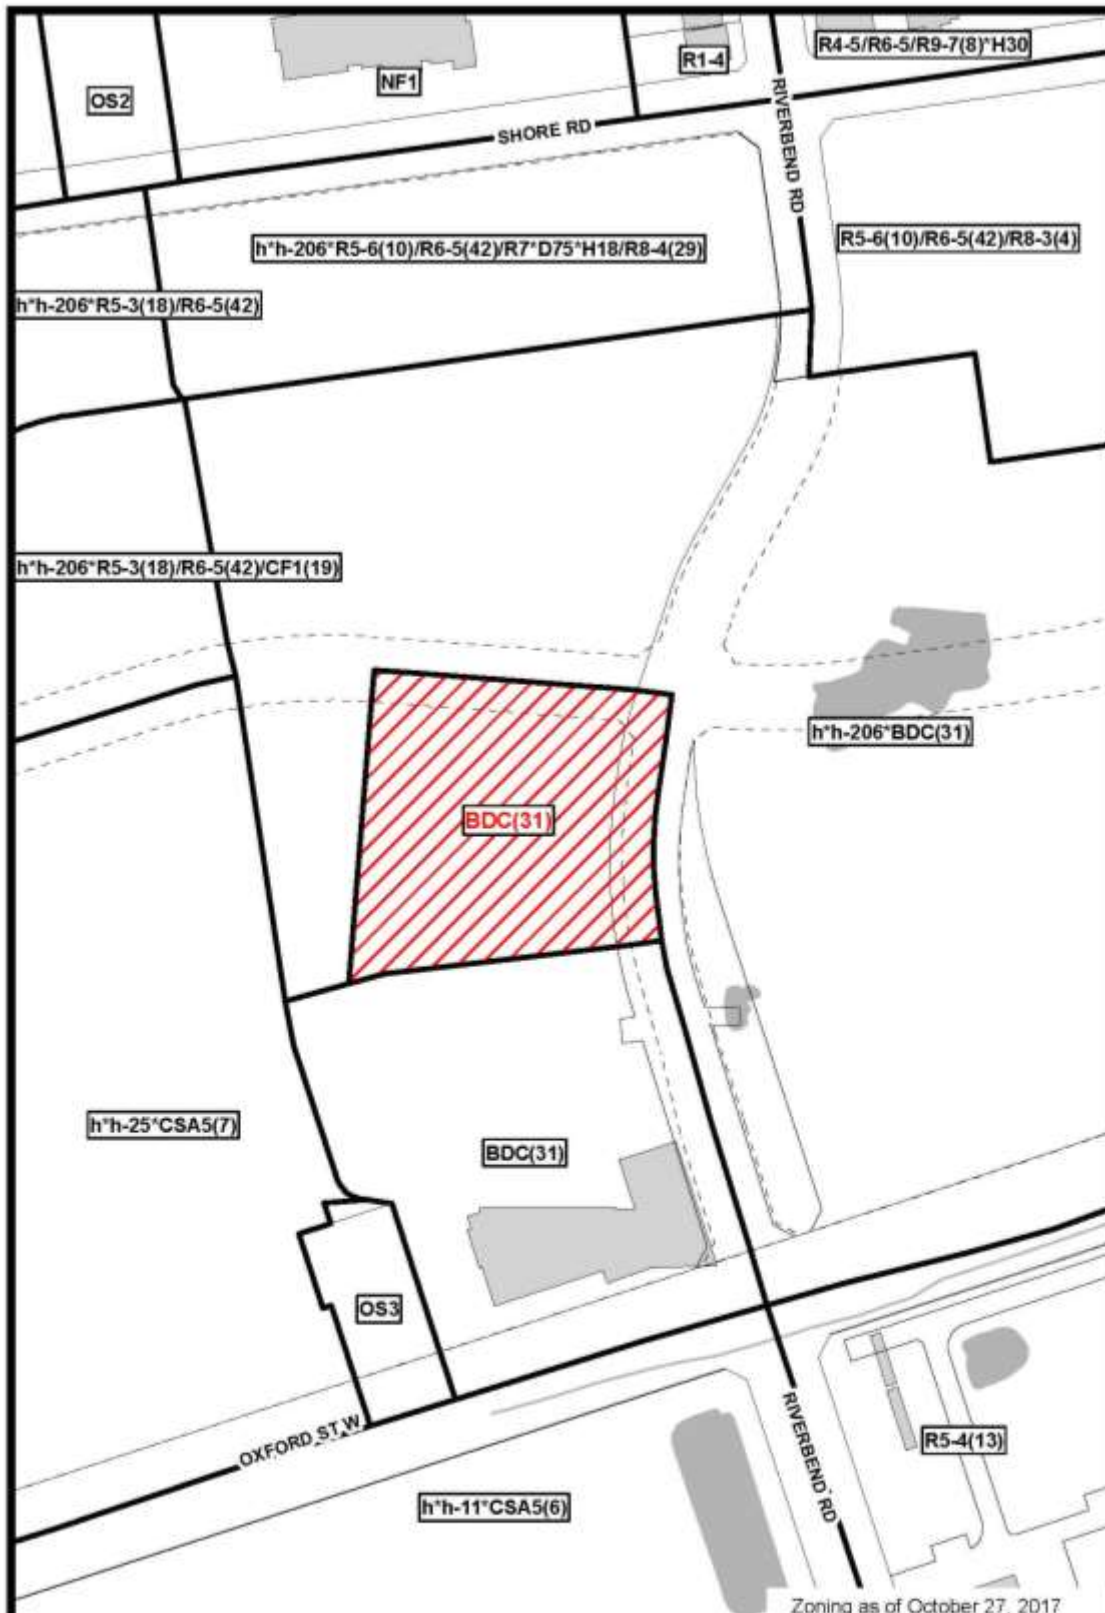 R4-5/R6-5/R9-7(8)*H30
R1-4
NF1
OS2
SHORE RD
RIVERBEND RD
R5-6(10)/R6-5(42)/R8-3(4)
h*h-206*R5-6(10)/R6-5(42)/R7*D75*H18/R8-4(29)
h*h-206*R5-3(18)/R6-5(42)
h*h-206*R5-3(18)/R6-5(42)/CF1(19)
h*h-206*BDC(31)
BDC(31)
h*h-25*CSA5(7)
BDC(31)
OS3
OXFORD ST W
RIVERBEND RD
R5-4(13)
h*h-11*CSA5(6)
Zoning as of October 27, 2017